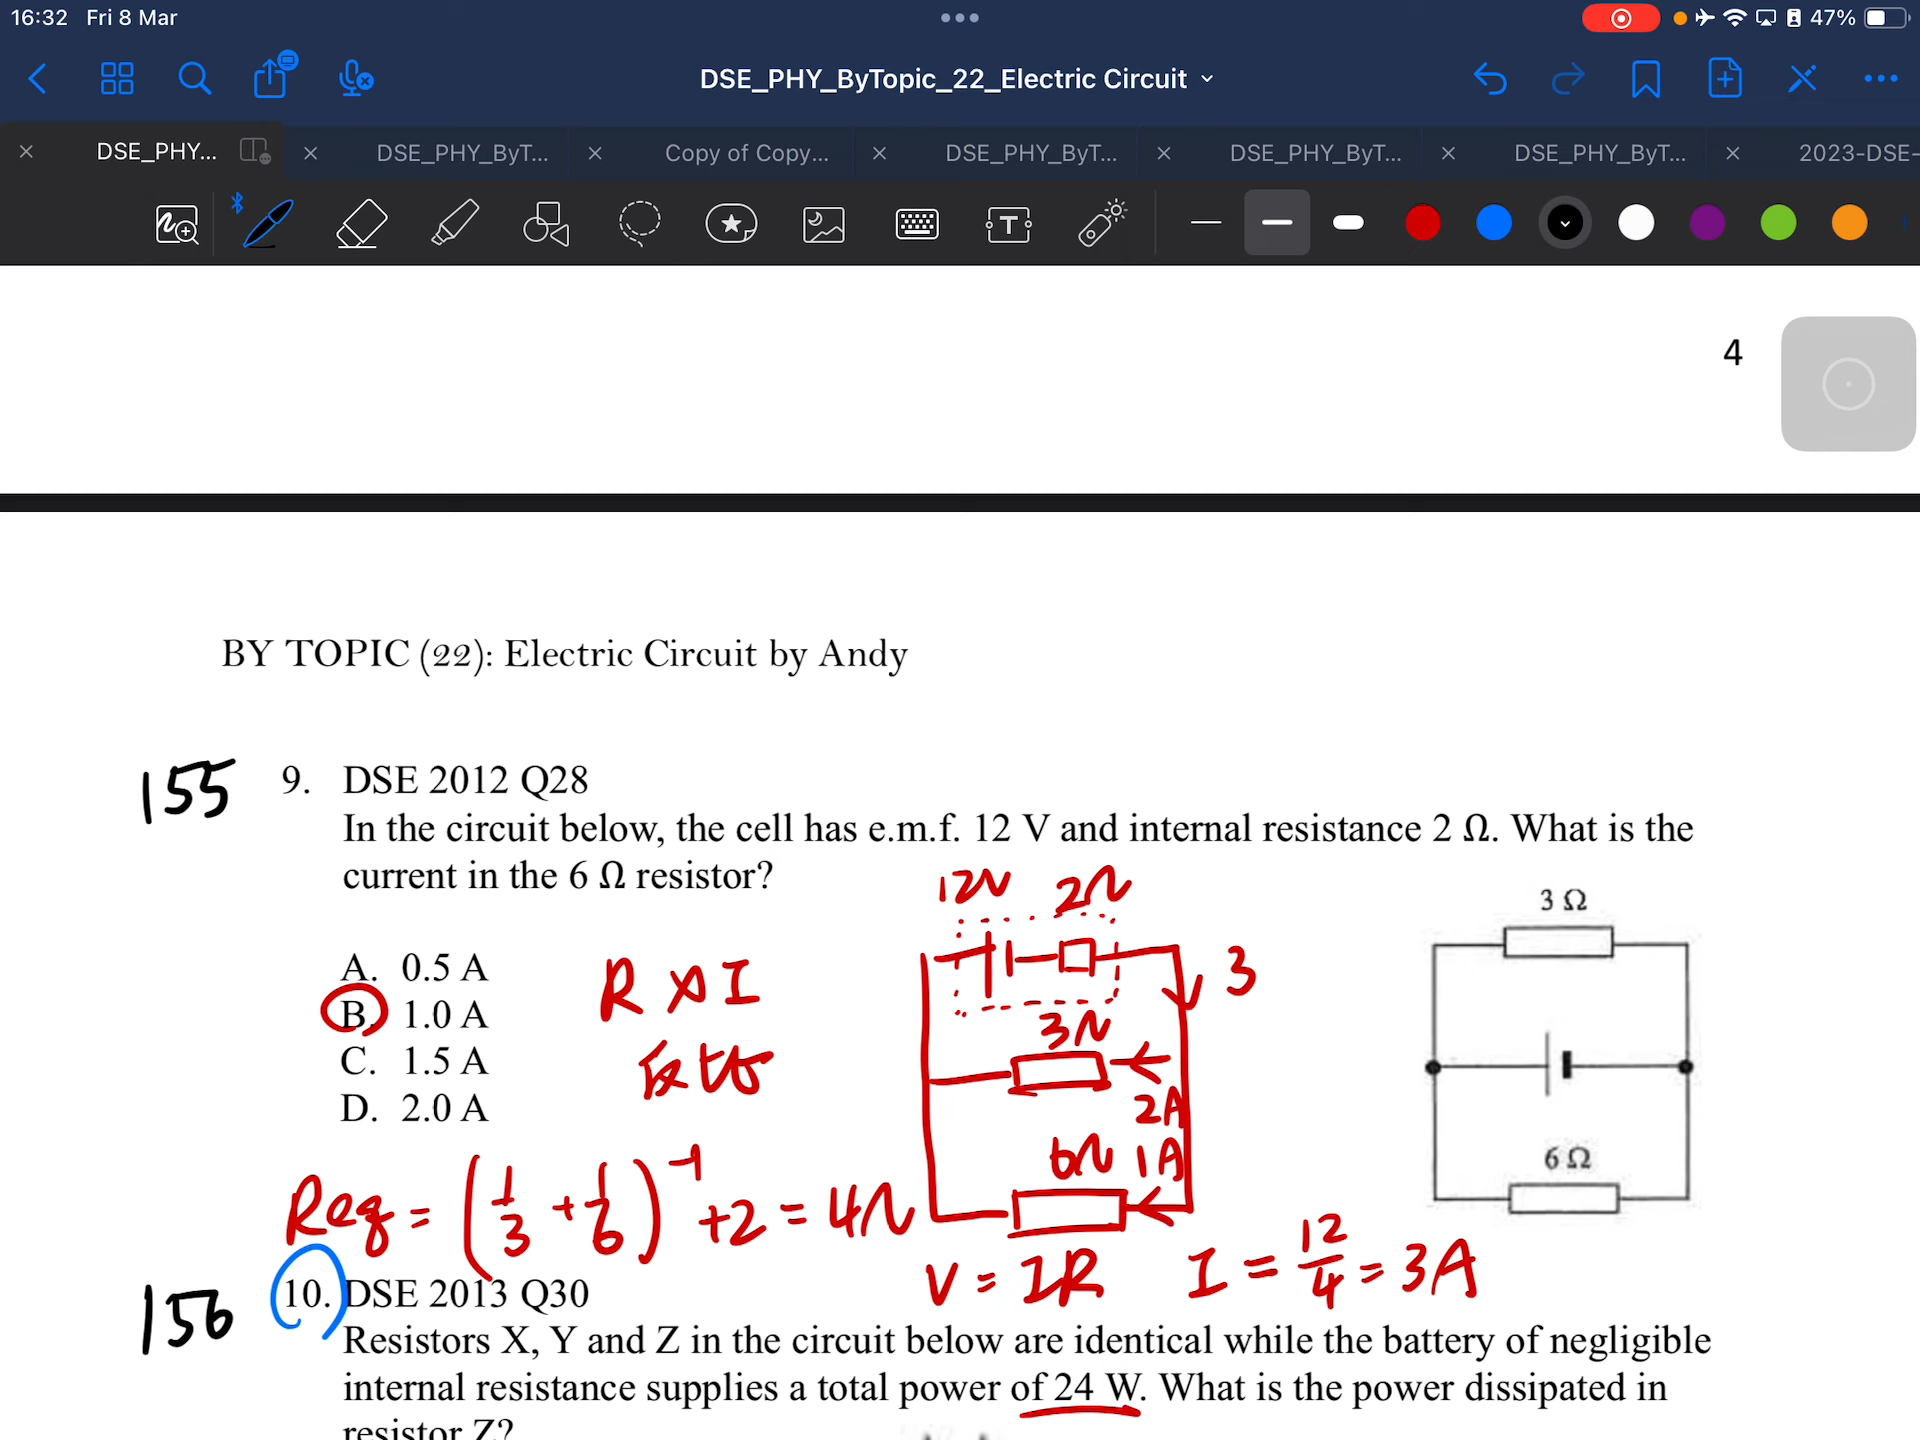 16:32 Fri 8 Mar
47%
DSE_PHY_ByTopic_22_Electric Circuit
DSE_PHY...
DSE_PHY_ByT...
Copy of Copy...
DSE_PHY_ByT...
DSE_PHY_ByT...
DSE_PHY_ByT...
2023-DSE-
T
4
BY TOPIC (22): Electric Circuit by Andy
155
9. DSE 2012 Q28
In the circuit below, the cell has e.m.f. 12 V and internal resistance 2 Ω. What is the
current in the 6 Ω resistor?
12V 2Ω
3 Ω
A. 0.5 A
B. 1.0 A
C. 1.5 A
D. 2.0 A
R
I
反比
3
3Ω
2A
6Ω 1A
6 Ω
Req = (1/3 + 1/6)⁻¹ + 2 = 4Ω
V = IR I = 12/4 = 3A
156
10. DSE 2013 Q30
Resistors X, Y and Z in the circuit below are identical while the battery of negligible
internal resistance supplies a total power of 24 W. What is the power dissipated in
resistor Z?